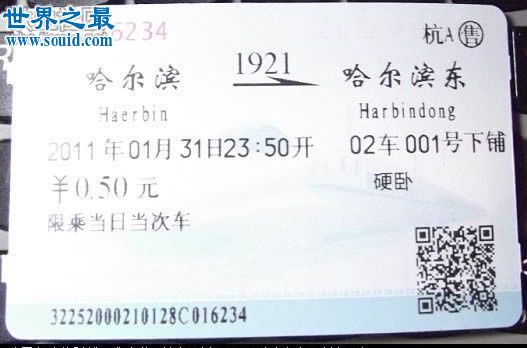 世界之最
www.souid.com
6234
杭A 售
哈尔滨 1921 哈尔滨东
Haerbin Harbindong
2011年01月31日23:50开 02车001号下铺
¥0.50元 硬卧
限乘当日当次车
32252000210128C016234